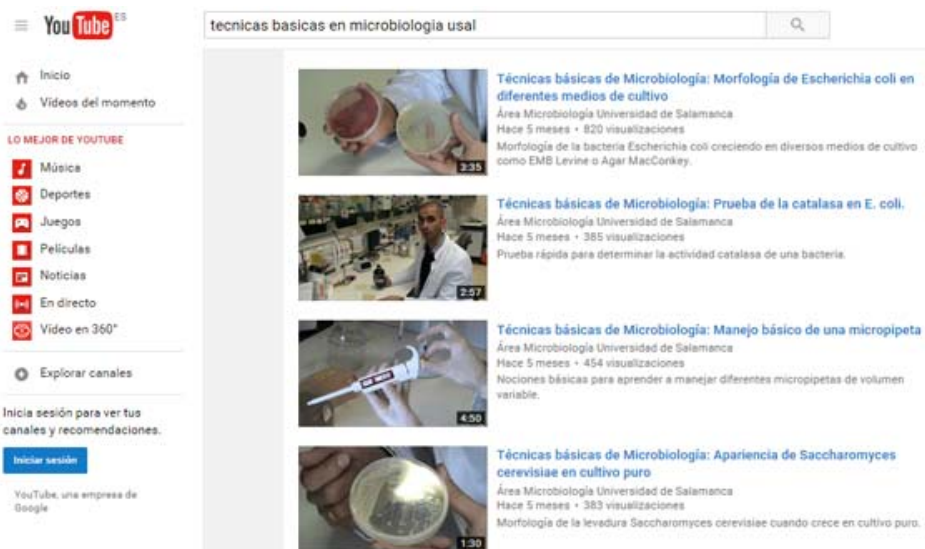 YouTube ES
tecnicas basicas en microbiologia usal
Inicio
Vídeos del momento
LO MEJOR DE YOUTUBE
Música
Deportes
Juegos
Películas
Noticias
En directo
Vídeo en 360°
Explorar canales
Inicia sesión para ver tus
canales y recomendaciones.
Iniciar sesión
YouTube, una empresa de
Google
Técnicas básicas de Microbiología: Morfología de Escherichia coli en
diferentes medios de cultivo
Área Microbiología Universidad de Salamanca
Hace 5 meses • 820 visualizaciones
Morfología de la bacteria Escherichia coli creciendo en diversos medios de cultivo
como EMB Levine o Agar MacConkey.
3:35
Técnicas básicas de Microbiología: Prueba de la catalasa en E. coli.
Área Microbiología Universidad de Salamanca
Hace 5 meses • 385 visualizaciones
Prueba rápida para determinar la actividad catalasa de una bacteria.
2:57
Técnicas básicas de Microbiología: Manejo básico de una micropipeta
Área Microbiología Universidad de Salamanca
Hace 5 meses • 454 visualizaciones
Nociones básicas para aprender a manejar diferentes micropipetas de volumen
variable.
4:50
Técnicas básicas de Microbiología: Apariencia de Saccharomyces
cerevisiae en cultivo puro
Área Microbiología Universidad de Salamanca
Hace 5 meses • 383 visualizaciones
Morfología de la levadura Saccharomyces cerevisiae cuando crece en cultivo puro.
1:30